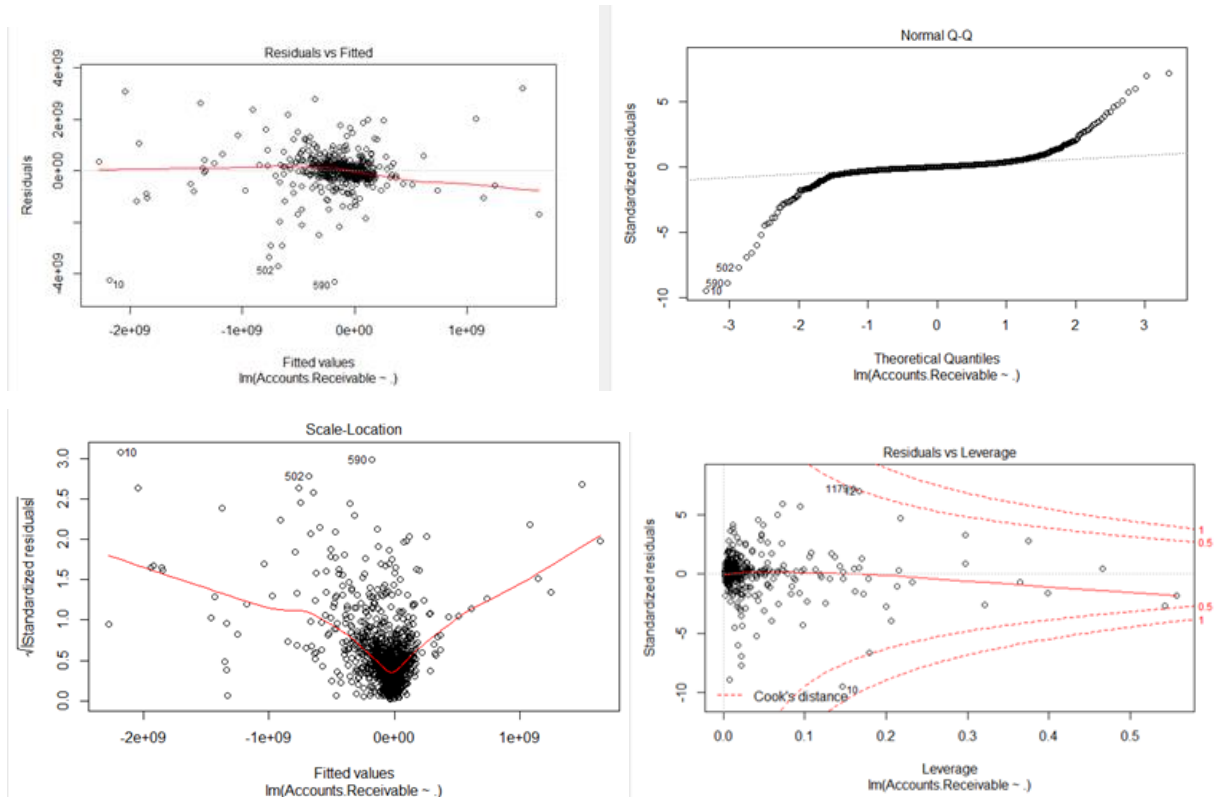 Residuals vs Fitted
Residuals
4e+09
2e+09
0e+00
-4e+09
10
502
590
-2e+09 -1e+09 0e+00 1e+09
Fitted values
lm(Accounts.Receivable ~ .)
Normal Q-Q
Standardized residuals
5
0
-5
-10
502
590
10
-3 -2 -1 0 1 2 3
Theoretical Quantiles
lm(Accounts.Receivable ~ .)
Scale-Location
√|Standardized residuals|
3.0
2.5
2.0
1.5
1.0
0.5
0.0
10
502
590
-2e+09 -1e+09 0e+00 1e+09
Fitted values
lm(Accounts.Receivable ~ .)
Residuals vs Leverage
Standardized residuals
5
0
-5
-10
10
1
0.5
0.5
1
Cook's distance
0.0 0.1 0.2 0.3 0.4 0.5
Leverage
lm(Accounts.Receivable ~ .)